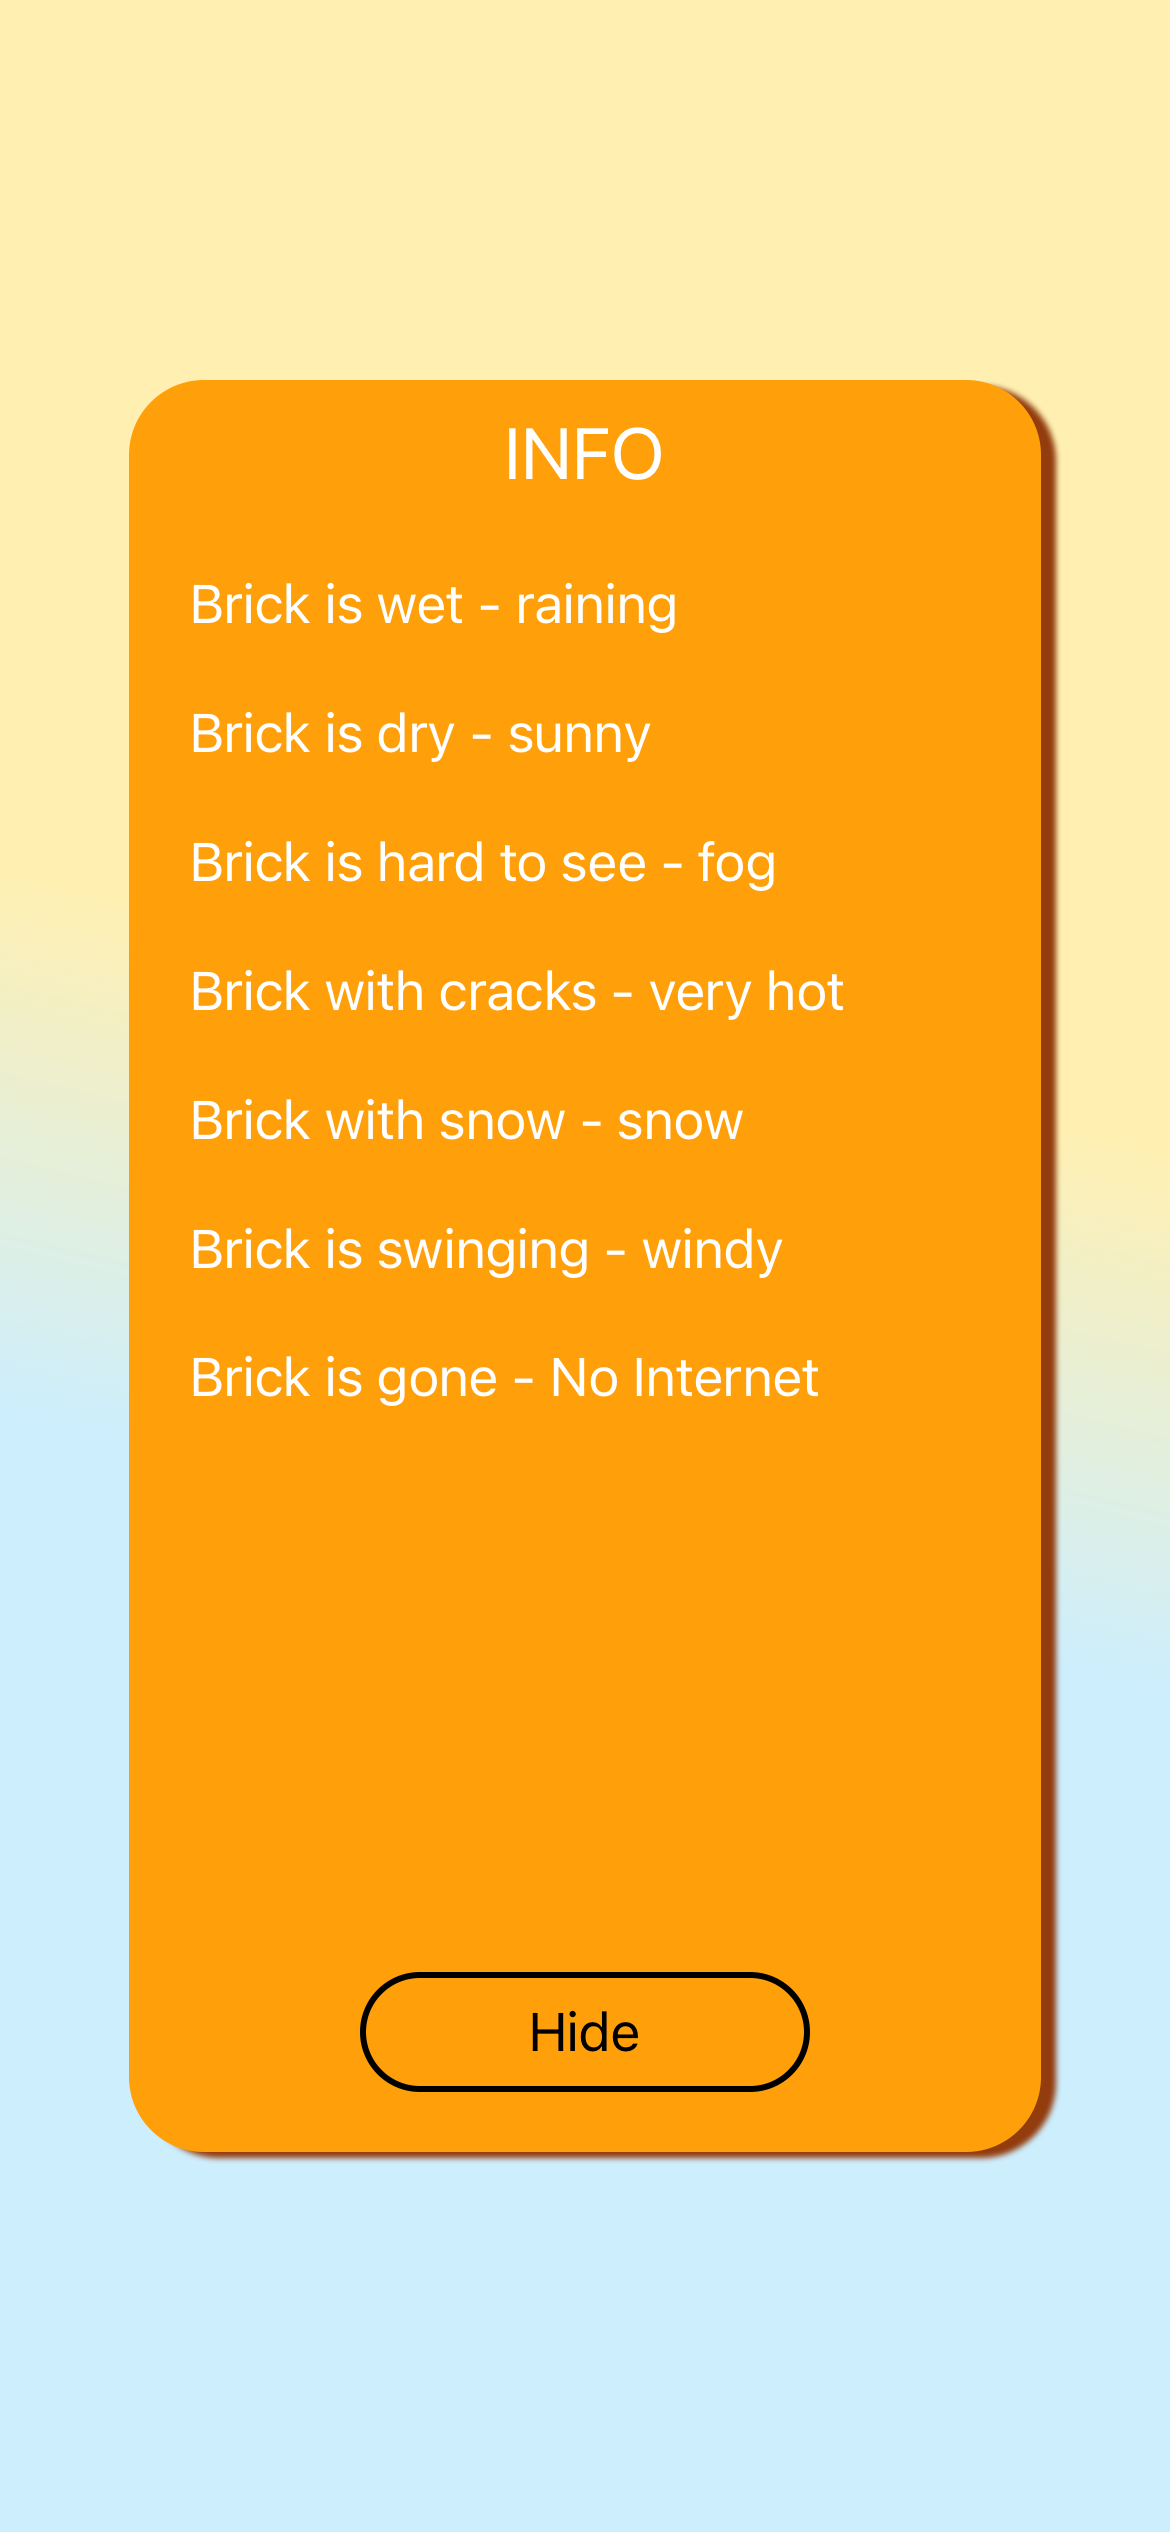 INFO
Brick is wet - raining
Brick is dry - sunny
Brick is hard to see - fog
Brick with cracks - very hot
Brick with snow - snow
Brick is swinging - windy
Brick is gone - No Internet
Hide